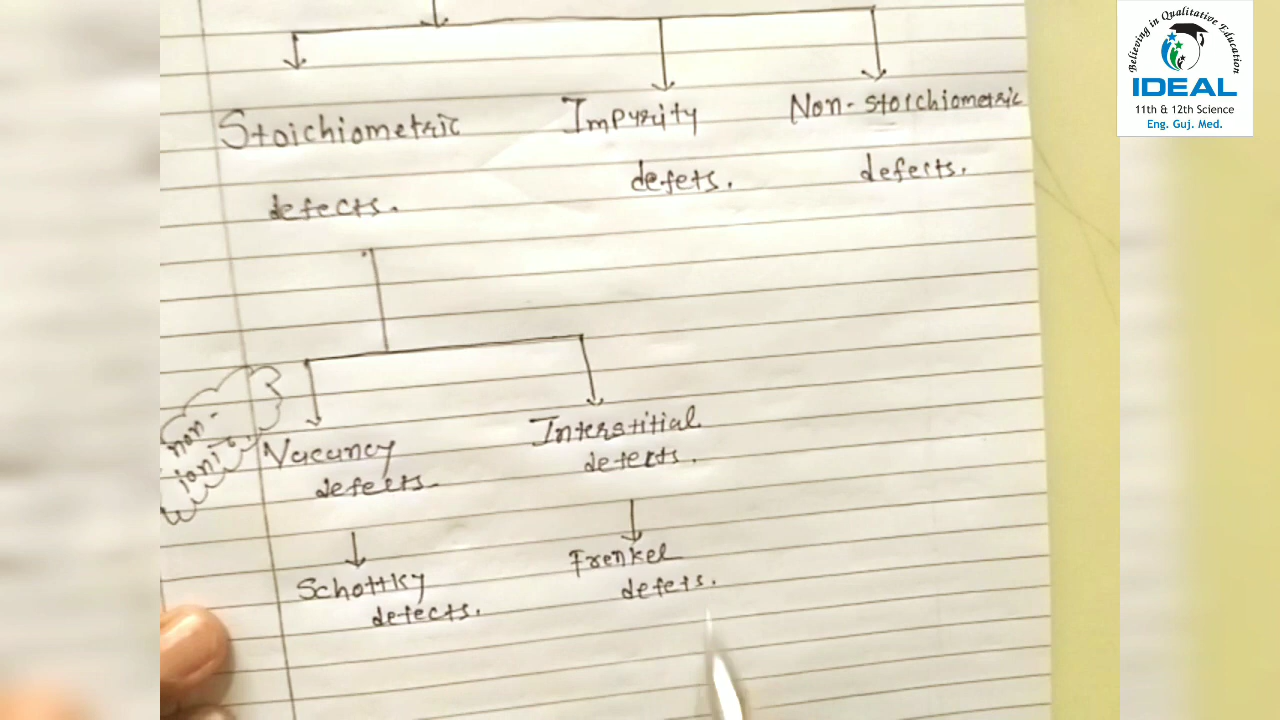 Believing in Qualitative Education
IDEAL
11th & 12th Science
Eng. Guj. Med.
Stoichiometric
defects.
Impurity
defets.
Non-stoichiometric
defects.
non-
ionic
Vacancy
defects
Interstitial
defects.
Schottky
defects.
Frenkel
defets.